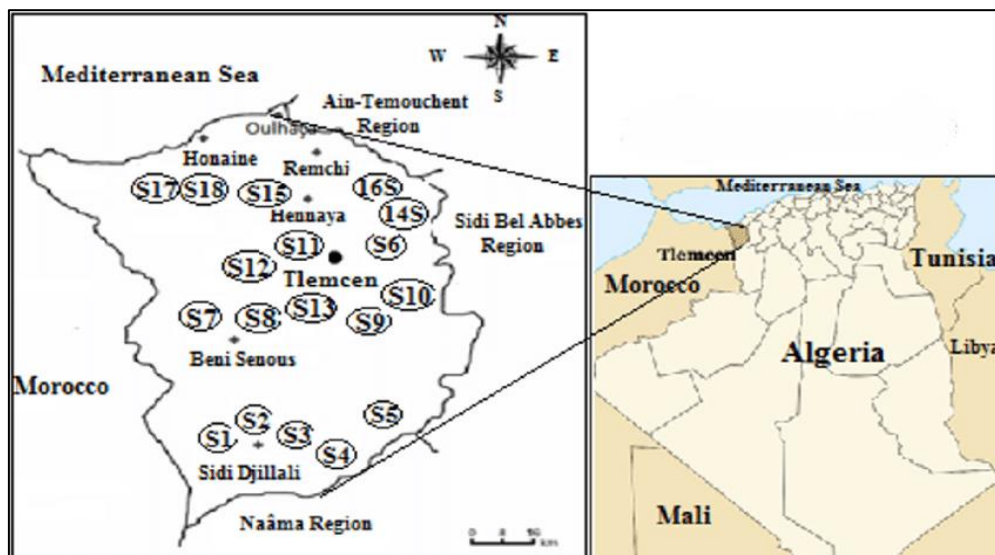 N
W E
S
Mediterranean Sea
Ain-Temouchent
Region
Honaine
Remchi
S17 S18 S15 16S
Hennaya
14S
Sidi Bel Abbes
Region
S11 S6
S12
Tlemcen
S10
S7 S8 S13 S9
Beni Senous
Morocco
S5
S2
S1 S3
S4
Sidi Djillali
Naâma Region
km
Mediterranean Sea
Tlemcen
Morocco
Tunisia
Algeria
Libya
Mali